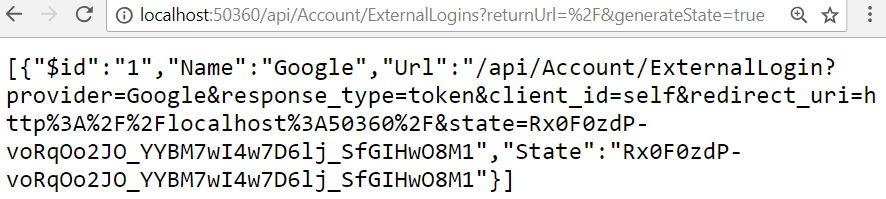 localhost:50360/api/Account/ExternalLogins?returnUrl=%2F&generateState=true
[{"$id":"1","Name":"Google","Url":"/api/Account/ExternalLogin?
provider=Google&response_type=token&client_id=self&redirect_uri=h
ttp%3A%2F%2Flocalhost%3A50360%2F&state=Rx0F0zdP-
voRqOo2JO_YYBM7wI4w7D6lj_SfGIHwO8M1","State":"Rx0F0zdP-
voRqOo2JO_YYBM7wI4w7D6lj_SfGIHwO8M1"}]